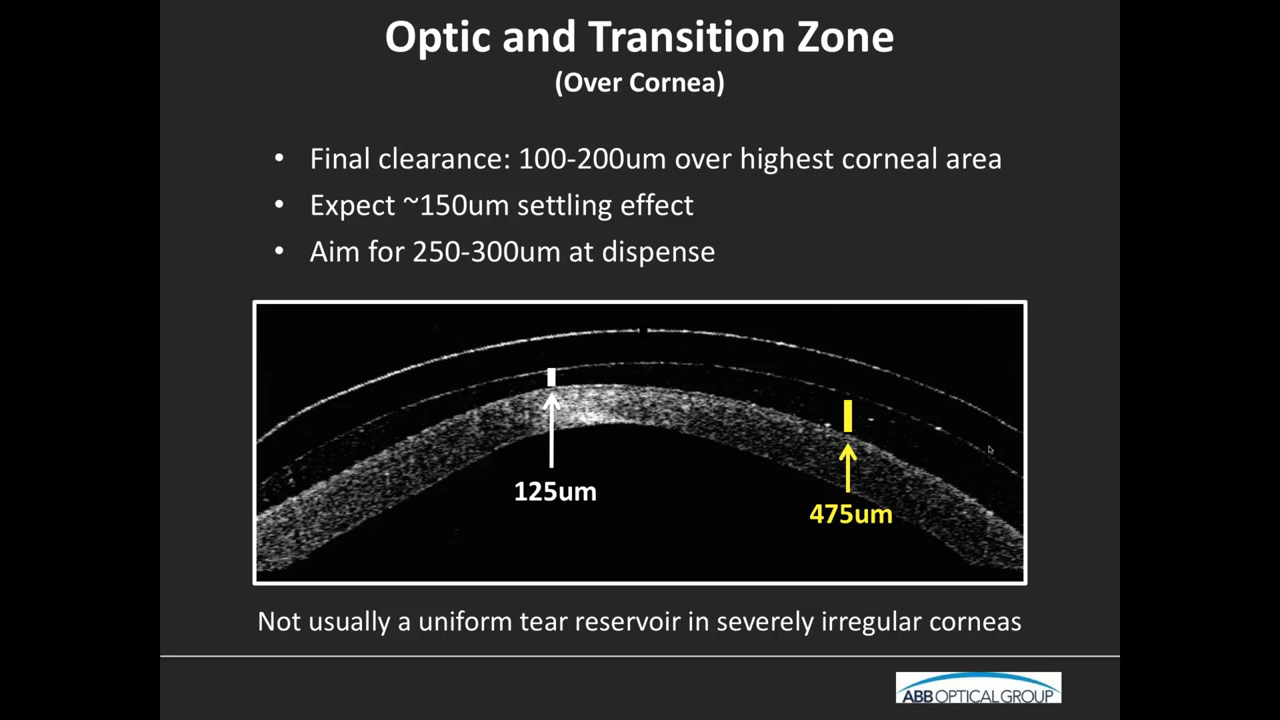 Optic and Transition Zone
(Over Cornea)
• Final clearance: 100-200um over highest corneal area
• Expect ~150um settling effect
• Aim for 250-300um at dispense
125um
475um
Not usually a uniform tear reservoir in severely irregular corneas
ABB OPTICAL GROUP